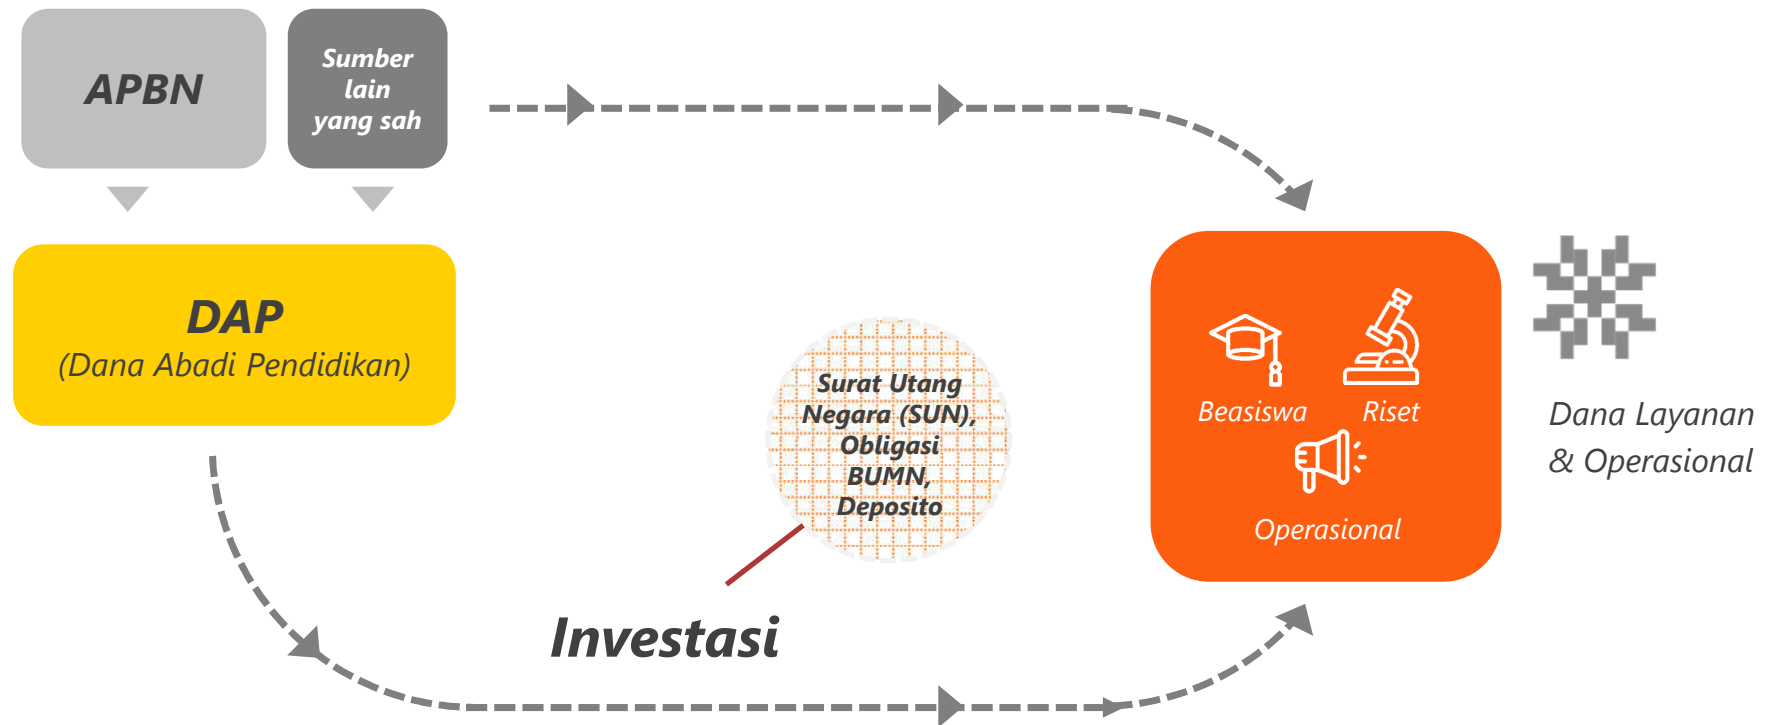 APBN
Sumber
lain
yang sah
DAP
(Dana Abadi Pendidikan)
Surat Utang
Negara (SUN),
Obligasi
BUMN,
Deposito
Investasi
Beasiswa
Riset
Operasional
Dana Layanan
& Operasional